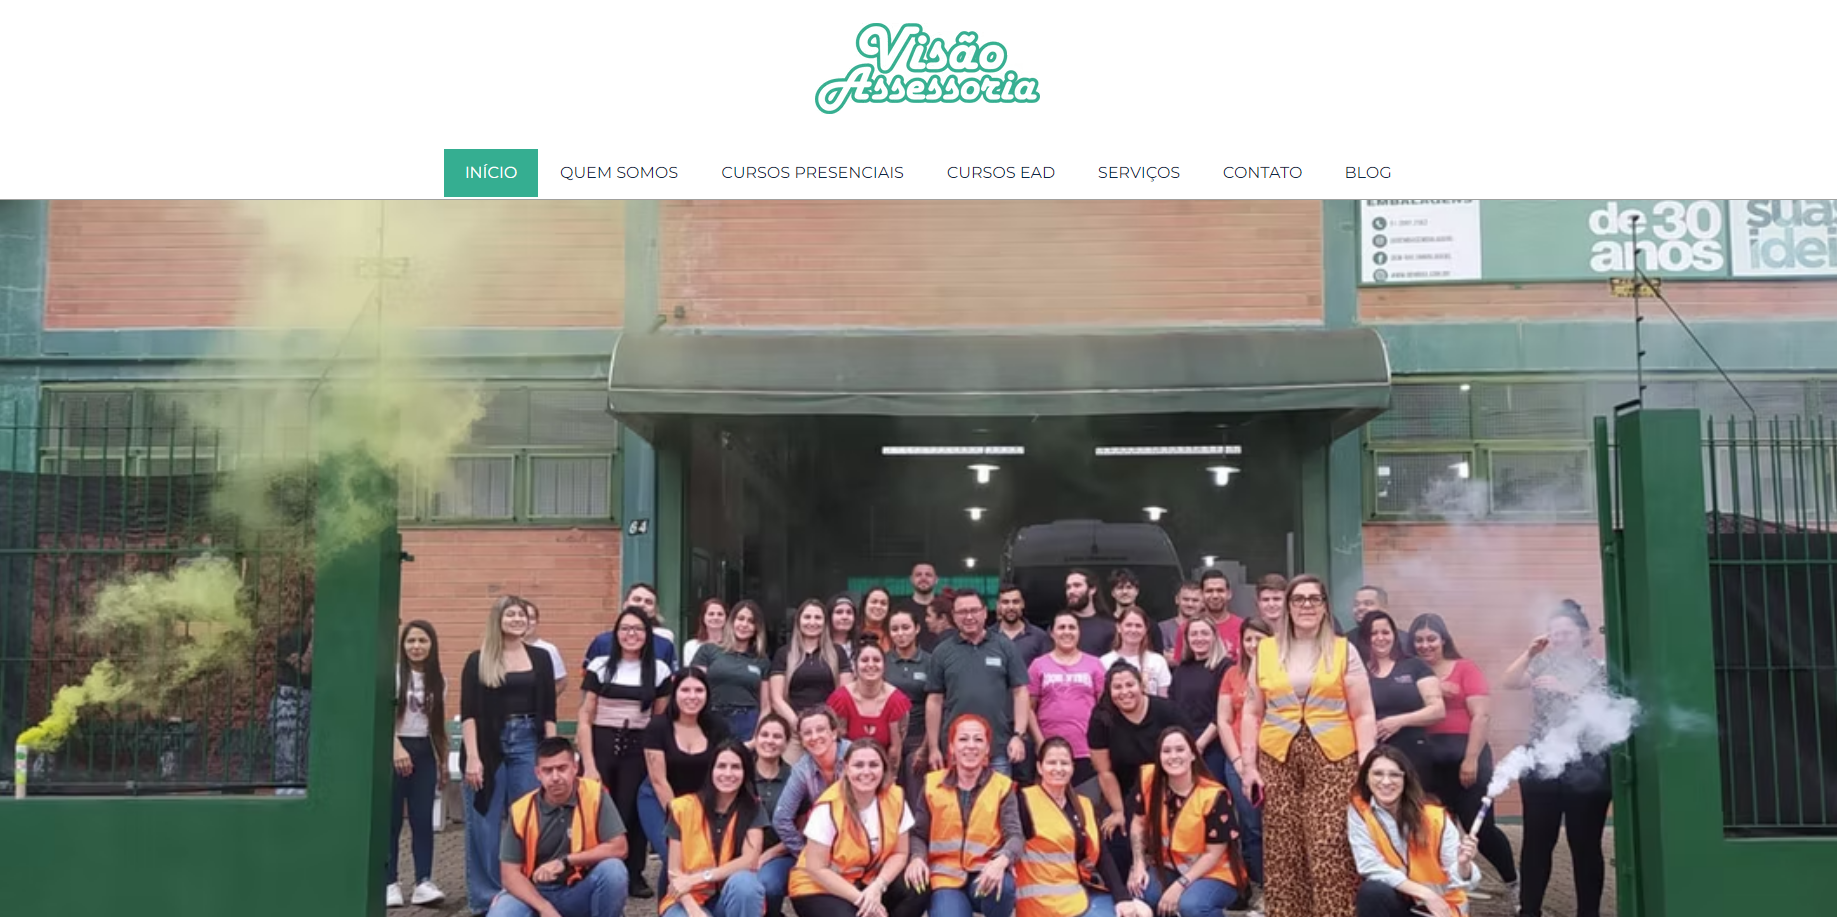 Visão
Assessoria
INÍCIO QUEM SOMOS CURSOS PRESENCIAIS CURSOS EAD SERVIÇOS CONTATO BLOG
EMBALAGENS
de 30
anos
sua
idei
64